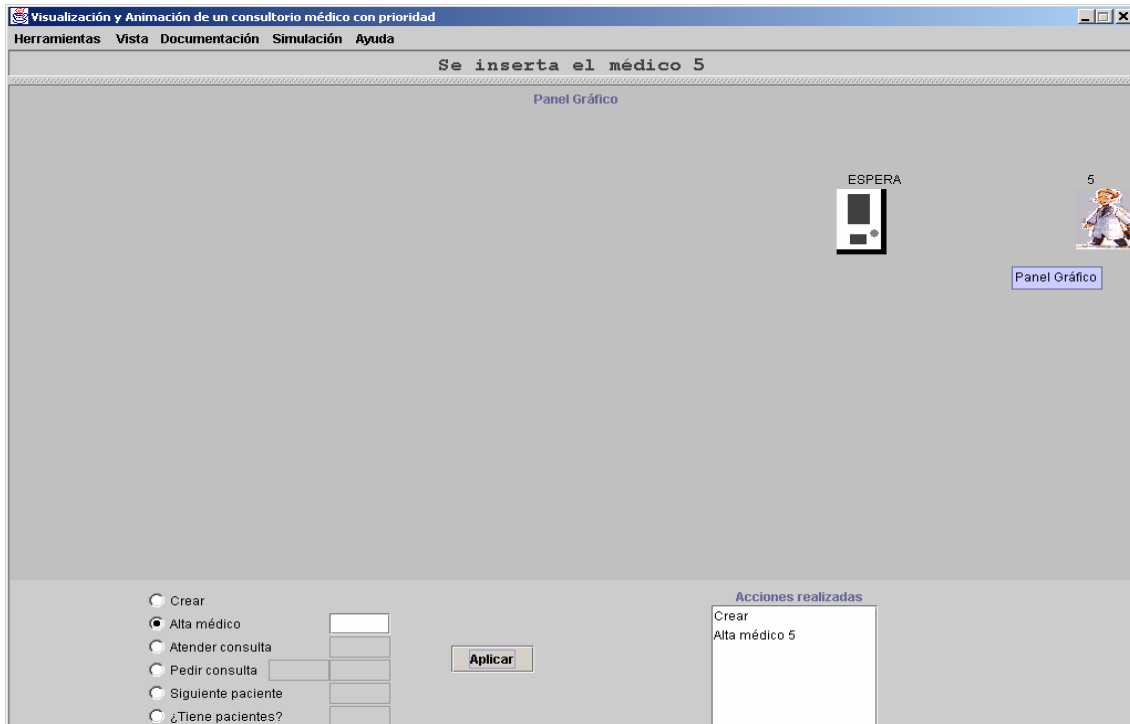 Visualización y Animación de un consultorio médico con prioridad
Herramientas Vista Documentación Simulación Ayuda
Se inserta el médico 5
Panel Gráfico
ESPERA 5
Panel Gráfico
Crear
Alta médico
Atender consulta
Pedir consulta
Siguiente paciente
¿Tiene pacientes?
Aplicar
Acciones realizadas
Crear
Alta médico 5